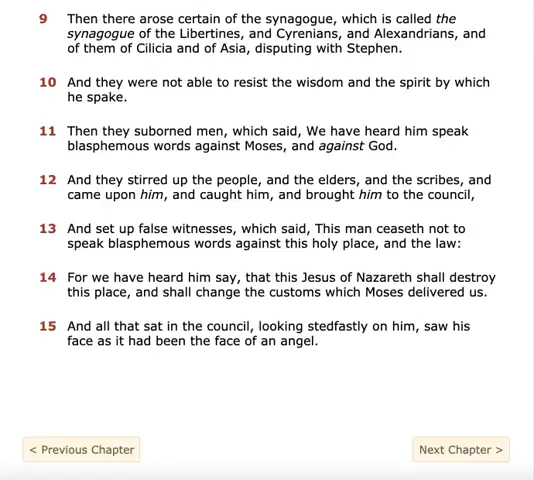 9 Then there arose certain of the synagogue, which is called the
synagogue of the Libertines, and Cyrenians, and Alexandrians, and
of them of Cilicia and of Asia, disputing with Stephen.
10 And they were not able to resist the wisdom and the spirit by which
he spake.
11 Then they suborned men, which said, We have heard him speak
blasphemous words against Moses, and against God.
12 And they stirred up the people, and the elders, and the scribes, and
came upon him, and caught him, and brought him to the council,
13 And set up false witnesses, which said, This man ceaseth not to
speak blasphemous words against this holy place, and the law:
14 For we have heard him say, that this Jesus of Nazareth shall destroy
this place, and shall change the customs which Moses delivered us.
15 And all that sat in the council, looking stedfastly on him, saw his
face as it had been the face of an angel.
< Previous Chapter
Next Chapter >